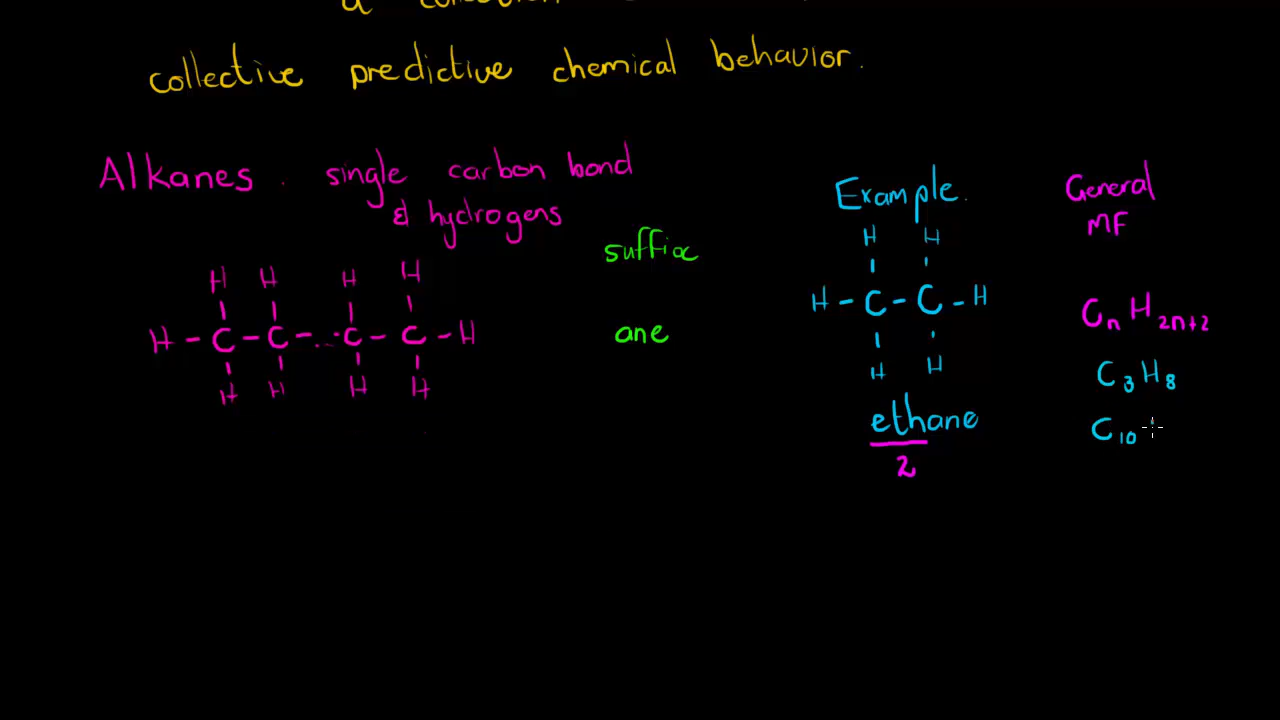 a
collective predictive chemical behavior.
Alkanes. single carbon bond
& hydrogens
suffix
ane
H H H H
H - C - C - ... - C - C - H
H H H H
Example.
H H
H - C - C - H
H H
ethane
2
General
MF
CₙH₂ₙ₊₂
C₃H₈
C₁₀